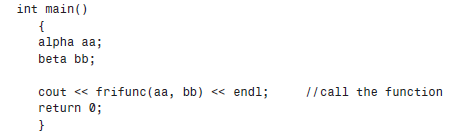 int main()
{
alpha aa;
beta bb;
cout << frifunc(aa, bb) << endl; //call the function
return 0;
}